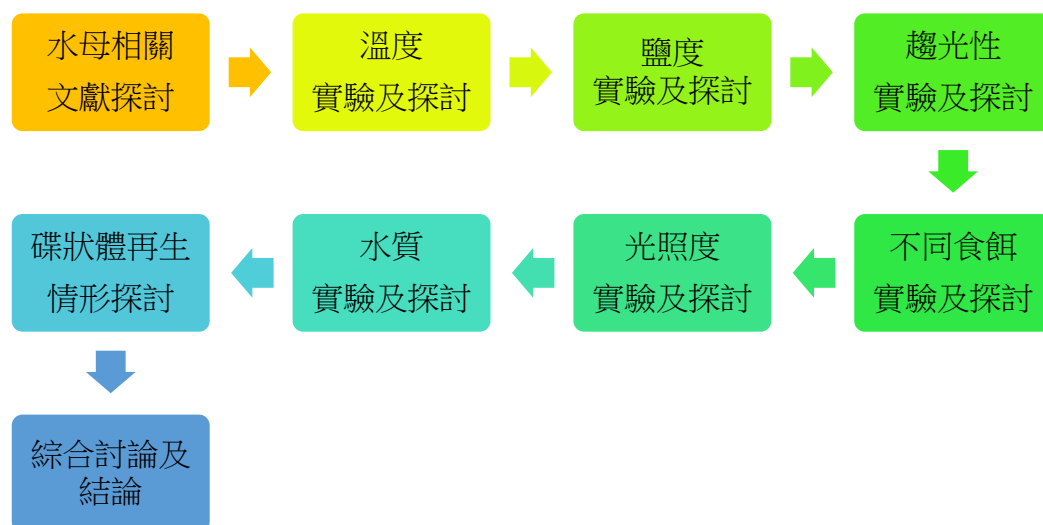 水母相關
文獻探討
溫度
實驗及探討
鹽度
實驗及探討
趨光性
實驗及探討
不同食餌
實驗及探討
光照度
實驗及探討
水質
實驗及探討
碟狀體再生
情形探討
綜合討論及
結論